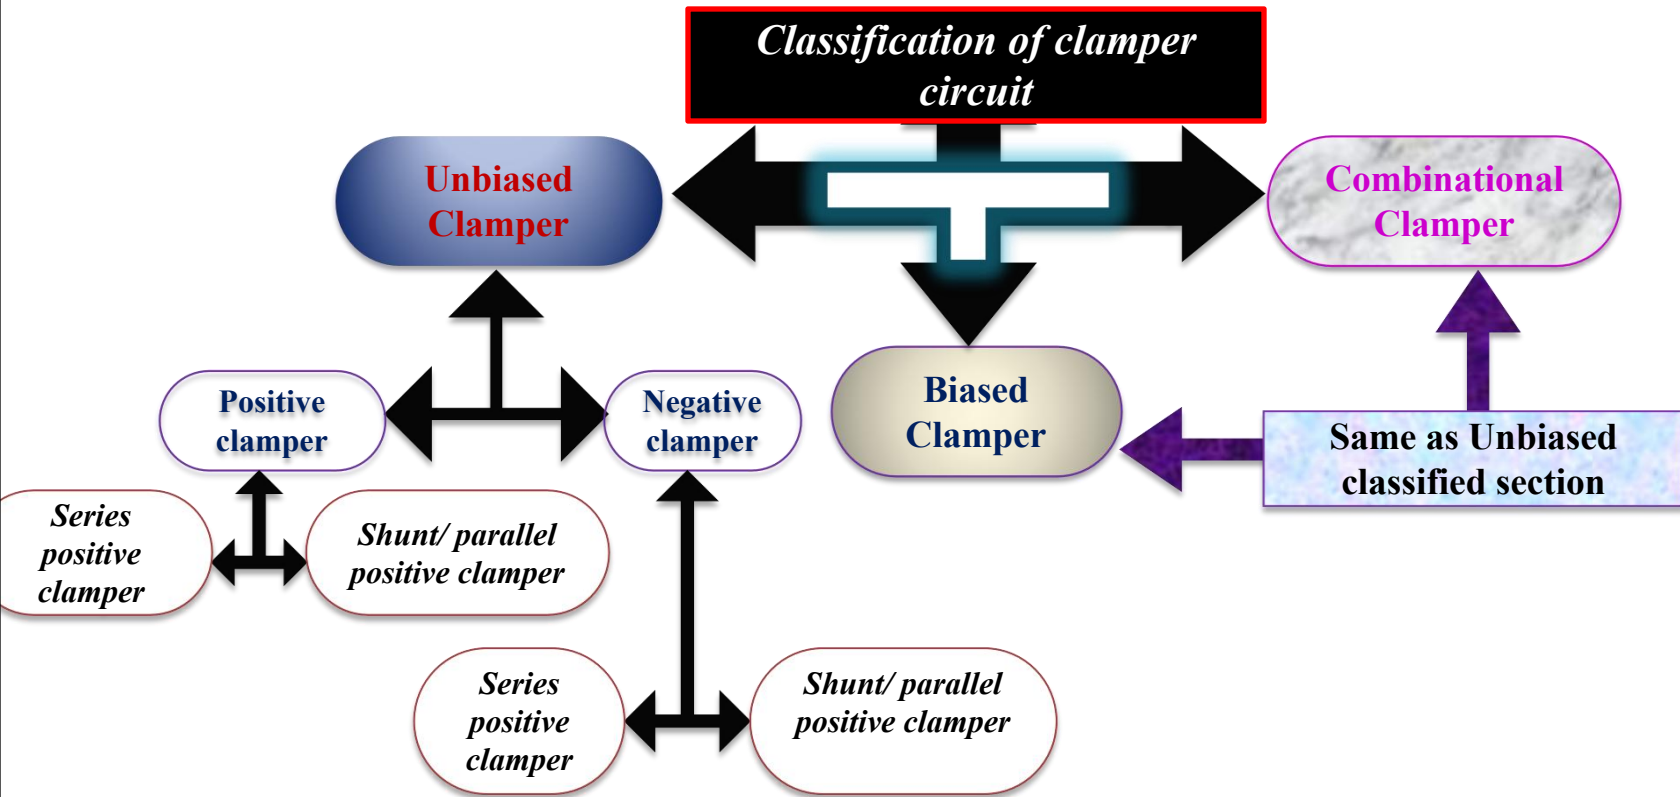 Classification of clamper
circuit
Unbiased
Clamper
Combinational
Clamper
Biased
Clamper
Positive
clamper
Negative
clamper
Same as Unbiased
classified section
Series
positive
clamper
Shunt/ parallel
positive clamper
Series
positive
clamper
Shunt/ parallel
positive clamper